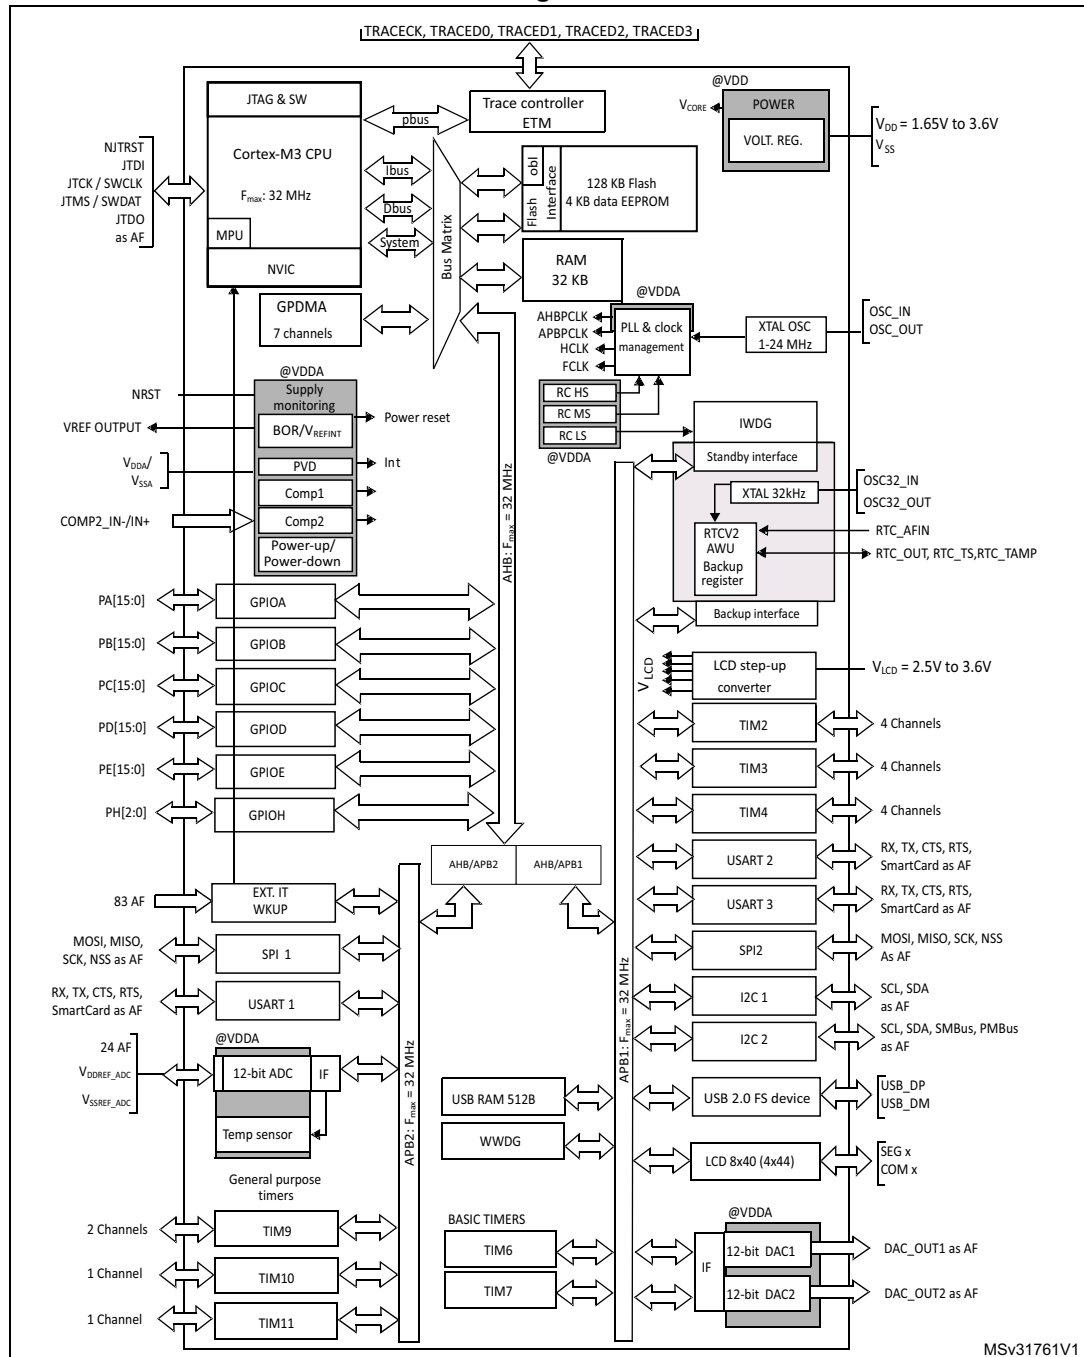 TRACECK, TRACED0, TRACED1, TRACED2, TRACED3
JTAG & SW
Cortex-M3 CPU
Fmax: 32 MHz
MPU
NVIC
NJTRST
JTDI
JTCK / SWCLK
JTMS / SWDAT
JTDO
as AF
pbus
Trace controller
ETM
Ibus
Dbus
System
Bus Matrix
obl
Flash
Interface
128 KB Flash
4 KB data EEPROM
RAM
32 KB
@VDD
VCORE
POWER
VOLT. REG.
VDD = 1.65V to 3.6V
VSS
GPDMA
7 channels
@VDDA
AHBPCLK
APBPCLK
HCLK
FCLK
PLL & clock
management
XTAL OSC
1-24 MHz
OSC_IN
OSC_OUT
RC HS
RC MS
RC LS
@VDDA
@VDDA
Supply
monitoring
NRST
BOR/VREFINT
Power reset
VREF OUTPUT
VDDA/
VSSA
PVD
Int
Comp1
COMP2_IN-/IN+
Comp2
Power-up/
Power-down
IWDG
Standby interface
XTAL 32kHz
OSC32_IN
OSC32_OUT
RTCV2
AWU
Backup
register
RTC_AFIN
RTC_OUT, RTC_TS,RTC_TAMP
Backup interface
AHB: Fmax = 32 MHz
PA[15:0]
GPIOA
PB[15:0]
GPIOB
PC[15:0]
GPIOC
PD[15:0]
GPIOD
PE[15:0]
GPIOE
PH[2:0]
GPIOH
VLCD
LCD step-up
converter
VLCD = 2.5V to 3.6V
TIM2
4 Channels
TIM3
4 Channels
TIM4
4 Channels
AHB/APB2
AHB/APB1
USART 2
RX, TX, CTS, RTS,
SmartCard as AF
USART 3
RX, TX, CTS, RTS,
SmartCard as AF
SPI2
MOSI, MISO, SCK, NSS
As AF
I2C 1
SCL, SDA
as AF
I2C 2
SCL, SDA, SMBus, PMBus
as AF
83 AF
EXT. IT
WKUP
MOSI, MISO,
SCK, NSS as AF
SPI 1
RX, TX, CTS, RTS,
SmartCard as AF
USART 1
@VDDA
24 AF
VDDREF_ADC
VSSREF_ADC
12-bit ADC
IF
Temp sensor
APB2: Fmax = 32 MHz
APB1: Fmax = 32 MHz
USB RAM 512B
WWDG
USB 2.0 FS device
USB_DP
USB_DM
LCD 8x40 (4x44)
SEG x
COM x
General purpose
timers
2 Channels
TIM9
1 Channel
TIM10
1 Channel
TIM11
BASIC TIMERS
TIM6
TIM7
@VDDA
IF
12-bit DAC1
DAC_OUT1 as AF
12-bit DAC2
DAC_OUT2 as AF
MSv31761V1